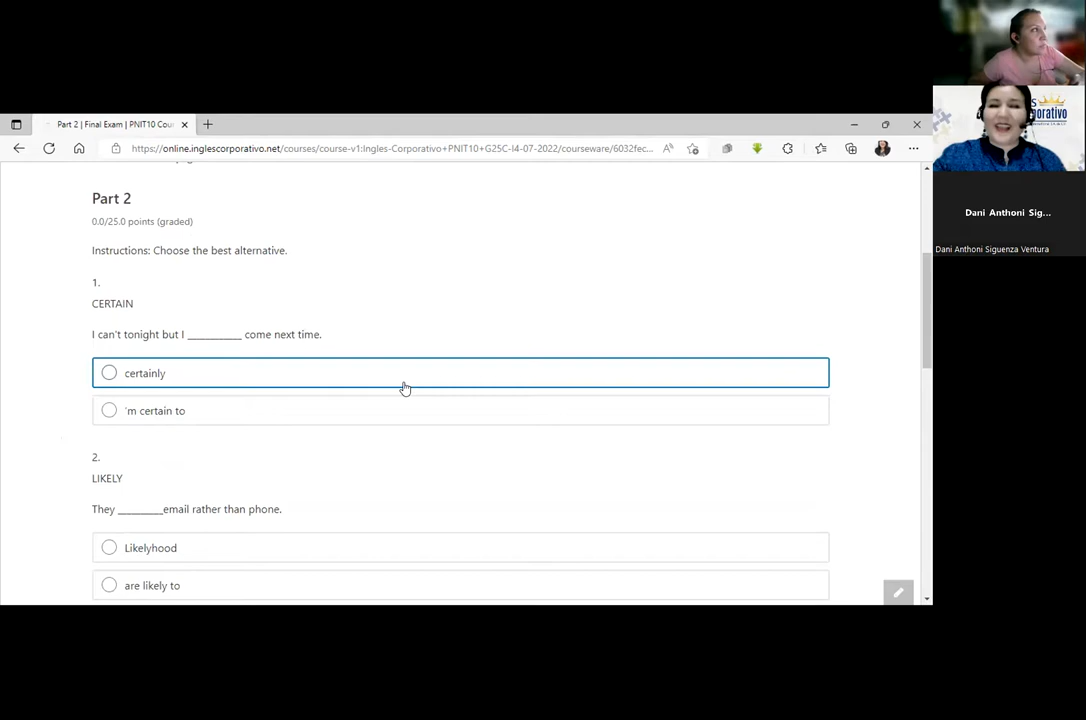 Part 2 | Final Exam | PNIT10 Cou
https://online.inglescorporativo.net/courses/course-v1:Ingles-Corporativo+PNIT10+G25C-I4-07-2022/courseware/6032fec...
Part 2
0.0/25.0 points (graded)
Instructions: Choose the best alternative.
1.
CERTAIN
I can't tonight but I __________ come next time.
certainly
'm certain to
2.
LIKELY
They ________email rather than phone.
Likelyhood
are likely to
orativo
Dani Anthoni Sig...
Dani Anthoni Siguenza Ventura